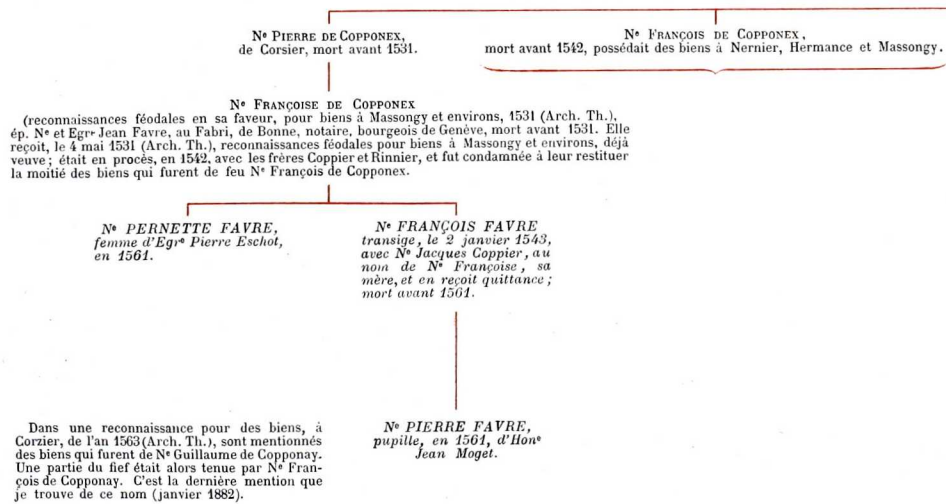 Nᵉ PIERRE DE COPPONEX,
de Corsier, mort avant 1531.
Nᵉ FRANÇOIS DE COPPONEX,
mort avant 1542, possédait des biens à Nernier, Hermance et Massongy.
Nᵉ FRANÇOISE DE COPPONEX
(reconnaissances féodales en sa faveur, pour biens à Massongy et environs, 1531 (Arch. Th.),
ép. Nᵉ et Egrᵉ Jean Favre, au Fabri, de Bonne, notaire, bourgeois de Genève, mort avant 1531. Elle
reçoit, le 4 mai 1531 (Arch. Th.), reconnaissances féodales pour biens à Massongy et environs, déjà
veuve ; était en procès, en 1542, avec les frères Coppier et Rinnier, et fut condamnée à leur restituer
la moitié des biens qui furent de feu Nᵉ François de Copponex.
Nᵉ PERNETTE FAVRE,
femme d'Egrᵉ Pierre Eschot,
en 1561.
Nᵉ FRANÇOIS FAVRE
transige, le 2 janvier 1543,
avec Nᵉ Jacques Coppier, au
nom de Nᵉ Françoise, sa
mère, et en reçoit quittance ;
mort avant 1561.
Dans une reconnaissance pour des biens, à
Corzier, de l'an 1563 (Arch. Th.), sont mentionnés
des biens qui furent de Nᵉ Guillaume de Copponay.
Une partie du fief était alors tenue par Nᵉ Fran-
çois de Copponay. C'est la dernière mention que
je trouve de ce nom (janvier 1882).
Nᵉ PIERRE FAVRE,
pupille, en 1561, d'Honᵉ
Jean Moget.